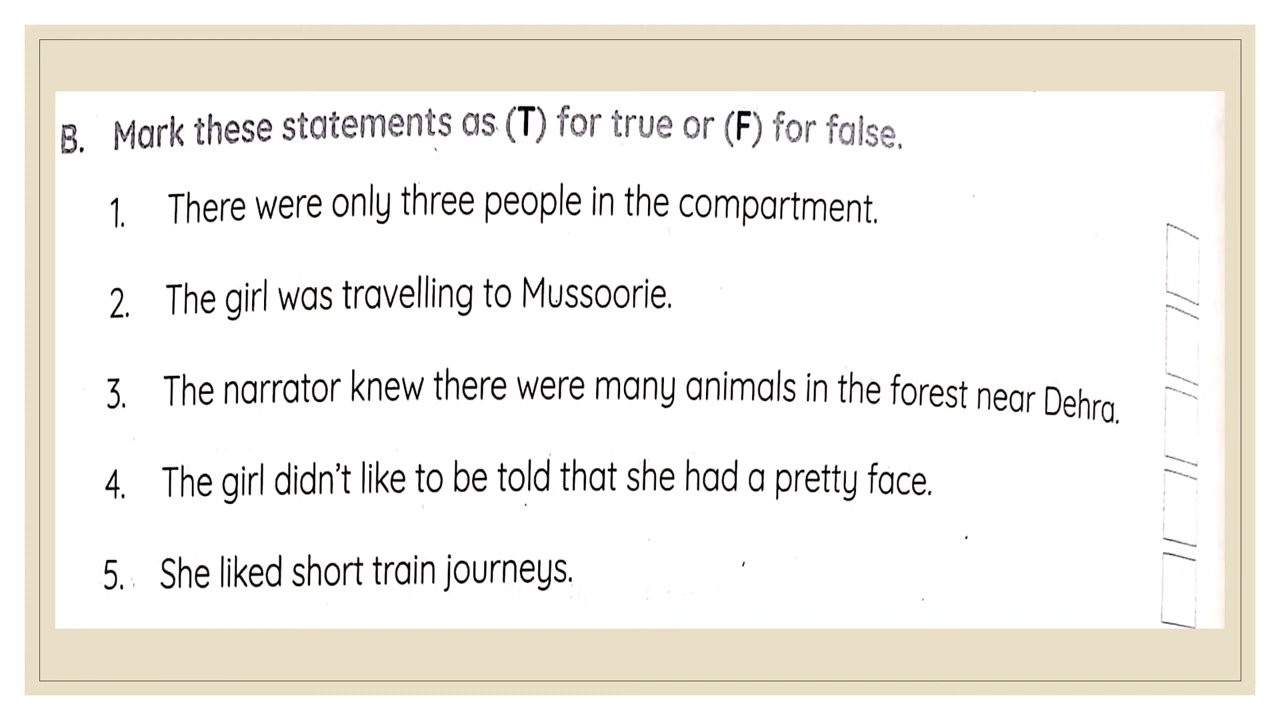 B. Mark these statements as (T) for true or (F) for false.
1. There were only three people in the compartment.
2. The girl was travelling to Mussoorie.
3. The narrator knew there were many animals in the forest near Dehra.
4. The girl didn't like to be told that she had a pretty face.
5. She liked short train journeys.